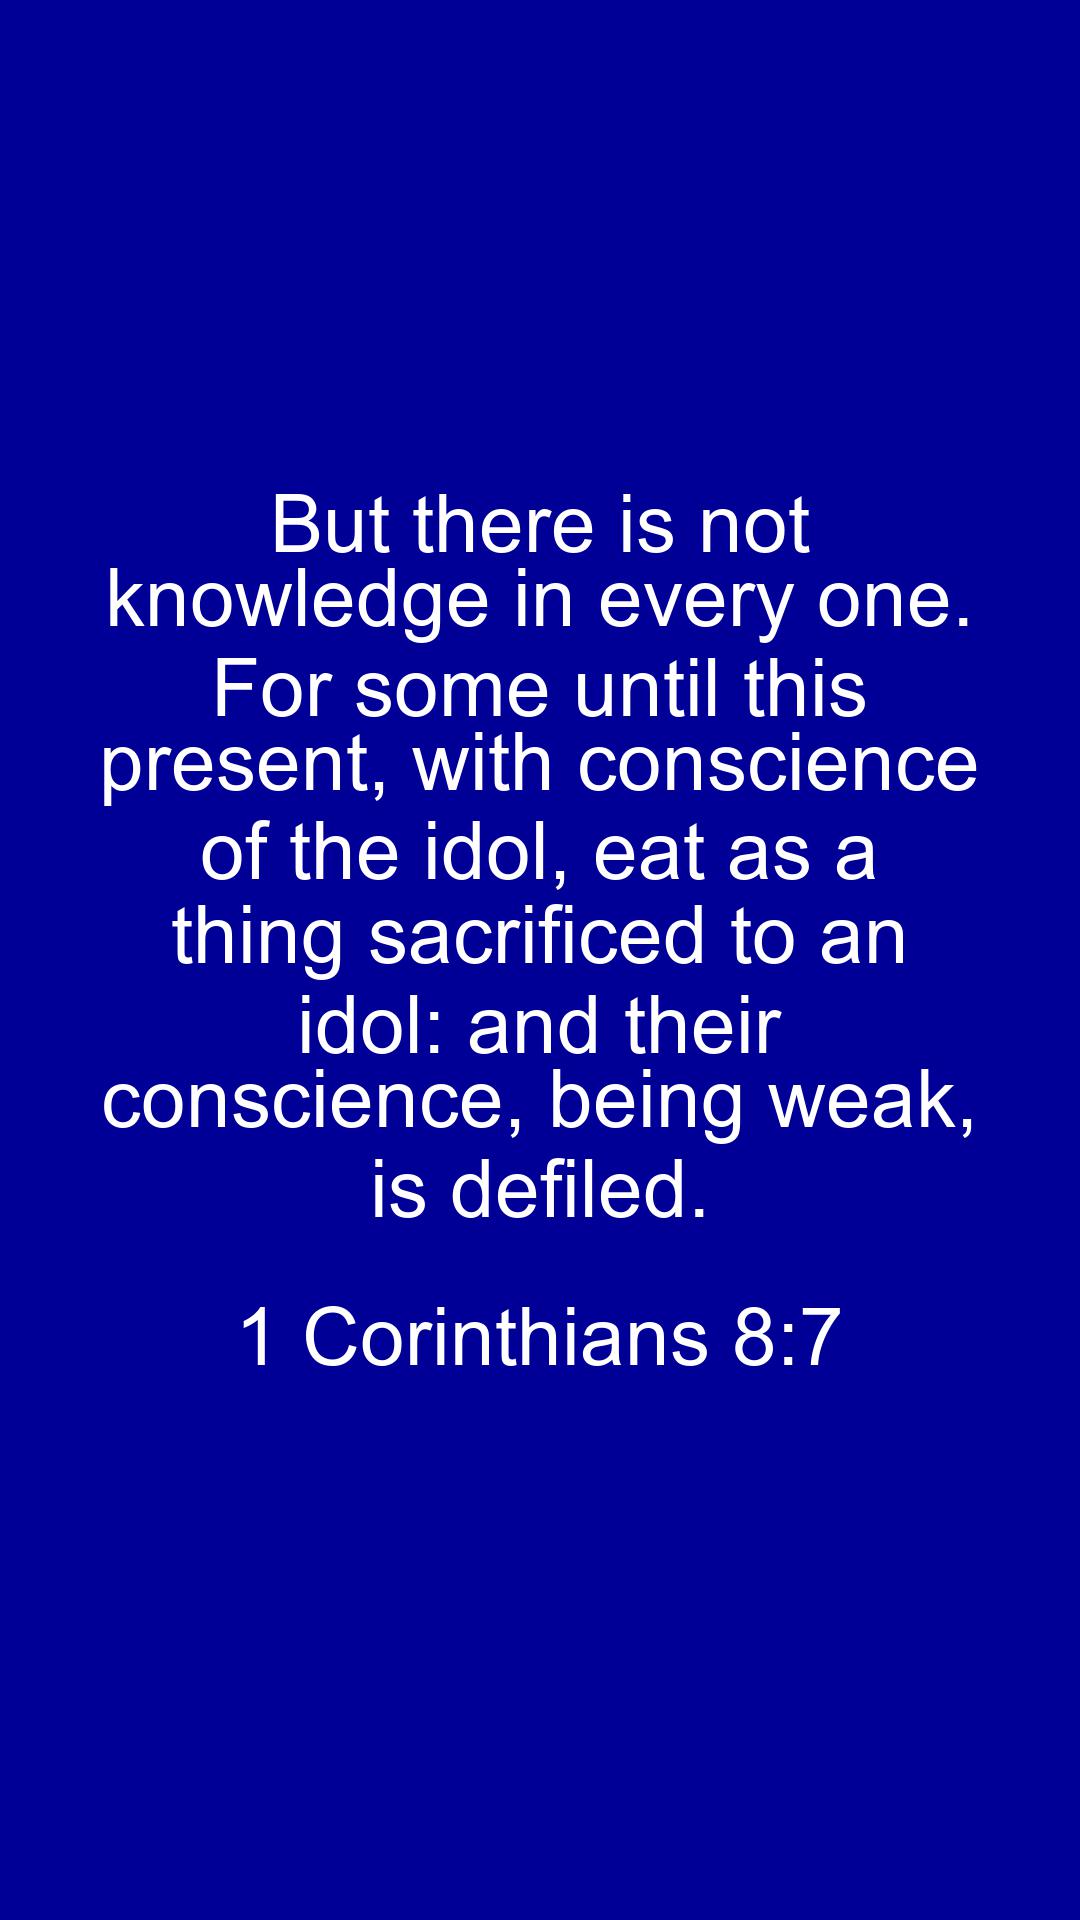 But there is not
knowledge in every one.
For some until this
present, with conscience
of the idol, eat as a
thing sacrificed to an
idol: and their
conscience, being weak,
is defiled.
1 Corinthians 8:7